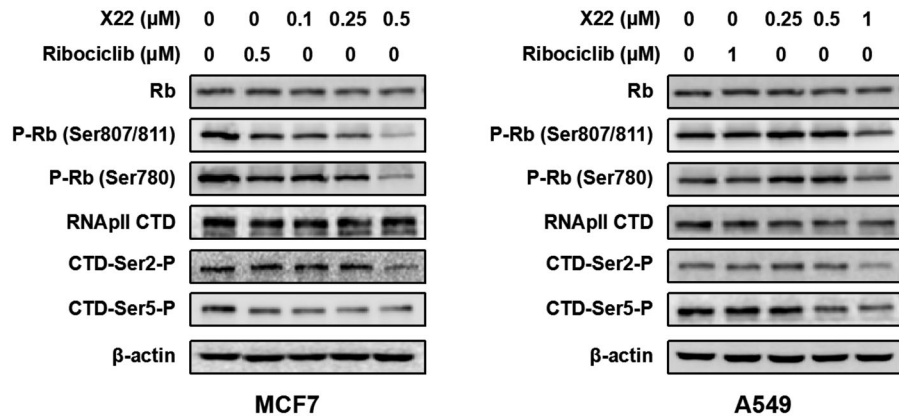 X22 (µM) 0 0 0.1 0.25 0.5
Ribociclib (µM) 0 0.5 0 0 0
Rb
P-Rb (Ser807/811)
P-Rb (Ser780)
RNApII CTD
CTD-Ser2-P
CTD-Ser5-P
β-actin
MCF7
X22 (µM) 0 0 0.25 0.5 1
Ribociclib (µM) 0 1 0 0 0
Rb
P-Rb (Ser807/811)
P-Rb (Ser780)
RNApII CTD
CTD-Ser2-P
CTD-Ser5-P
β-actin
A549